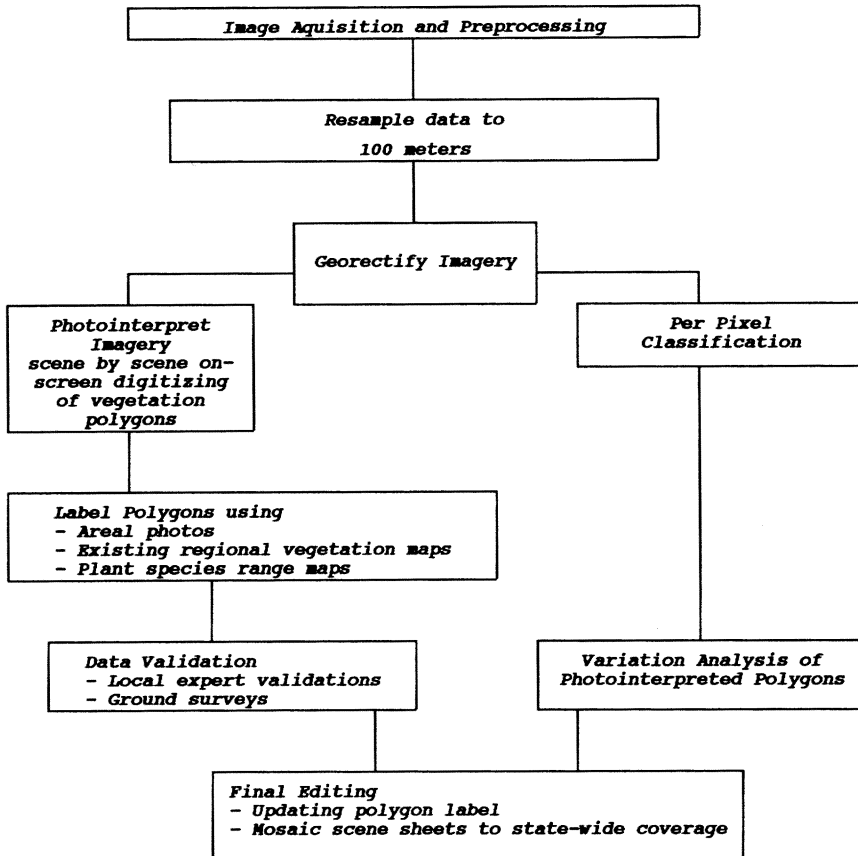 Image Aquisition and Preprocessing
Resample data to
100 meters
Georectify Imagery
Photointerpret
Imagery
scene by scene on-
screen digitizing
of vegetation
polygons
Per Pixel
Classification
Label Polygons using
- Areal photos
- Existing regional vegetation maps
- Plant species range maps
Data Validation
- Local expert validations
- Ground surveys
Variation Analysis of
Photointerpreted Polygons
Final Editing
- Updating polygon label
- Mosaic scene sheets to state-wide coverage